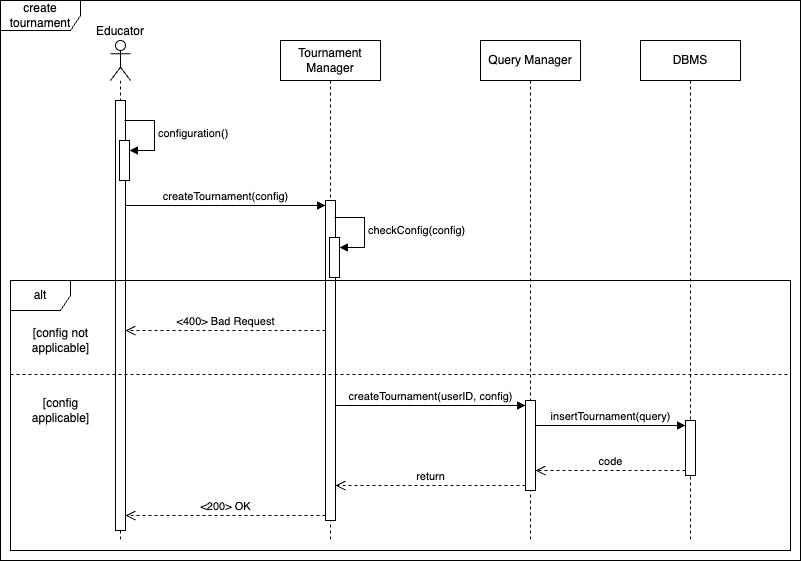 create
tournament
Educator
Tournament
Manager
Query Manager
DBMS
configuration()
createTournament(config)
checkConfig(config)
alt
<400> Bad Request
[config not
applicable]
createTournament(userID, config)
[config
applicable]
insertTournament(query)
code
return
<200> OK